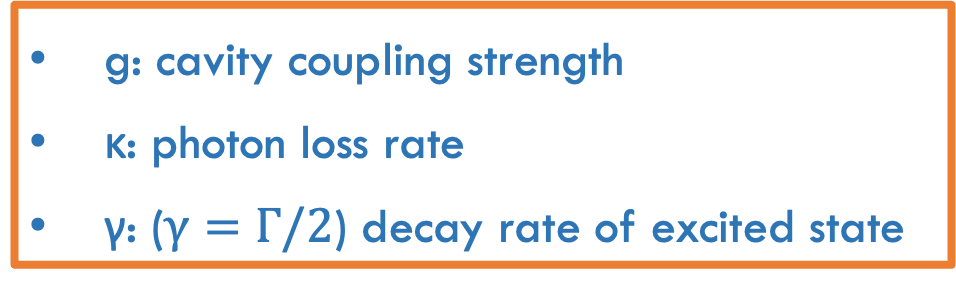 • g: cavity coupling strength
• κ: photon loss rate
• γ: (γ = Γ/2) decay rate of excited state